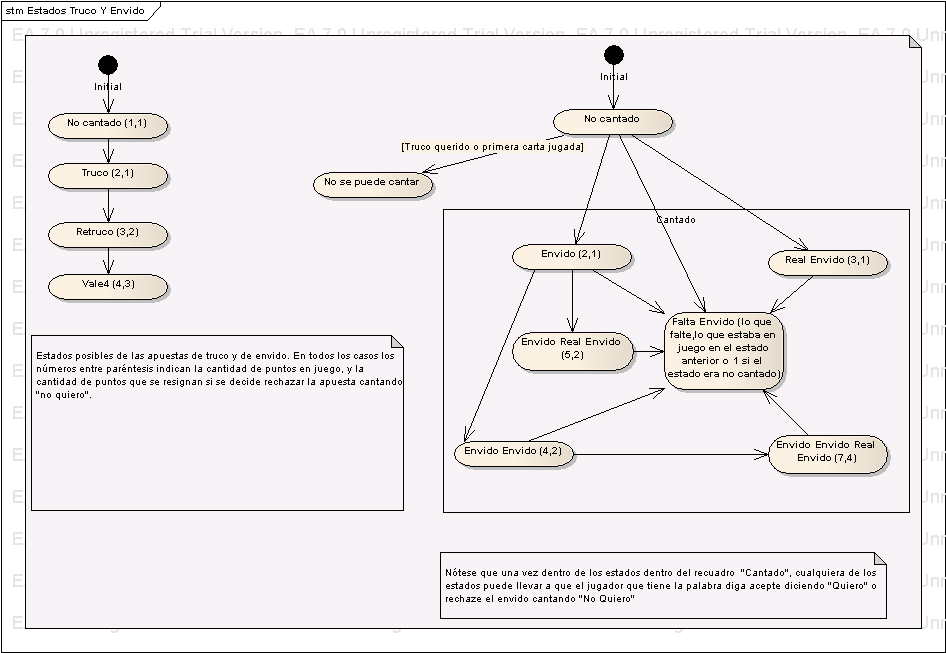 stm Estados Truco Y Envido
EA 7.0 Unregistered Trial Version EA 7.0 Unregistered Trial Version EA 7.0 Unregistered Trial Version
Initial
No cantado (1,1)
Truco (2,1)
Retruco (3,2)
Vale4 (4,3)
Initial
No cantado
[Truco querido o primera carta jugada]
No se puede cantar
Cantado
Envido (2,1)
Real Envido (3,1)
Envido Real Envido
(5,2)
Falta Envido (lo que
falte,lo que estaba en
juego en el estado
anterior o 1 si el
estado era no cantado)
Envido Envido (4,2)
Envido Envido Real
Envido (7,4)
Estados posibles de las apuestas de truco y de envido. En todos los casos los
números entre paréntesis indican la cantidad de puntos en juego, y la
cantidad de puntos que se resignan si se decide rechazar la apuesta cantando
"no quiero".
Nótese que una vez dentro de los estados dentro del recuadro "Cantado", cualquiera de los
estados puede llevar a que el jugador que tiene la palabra diga acepte diciendo "Quiero" o
rechaze el envido cantando "No Quiero"